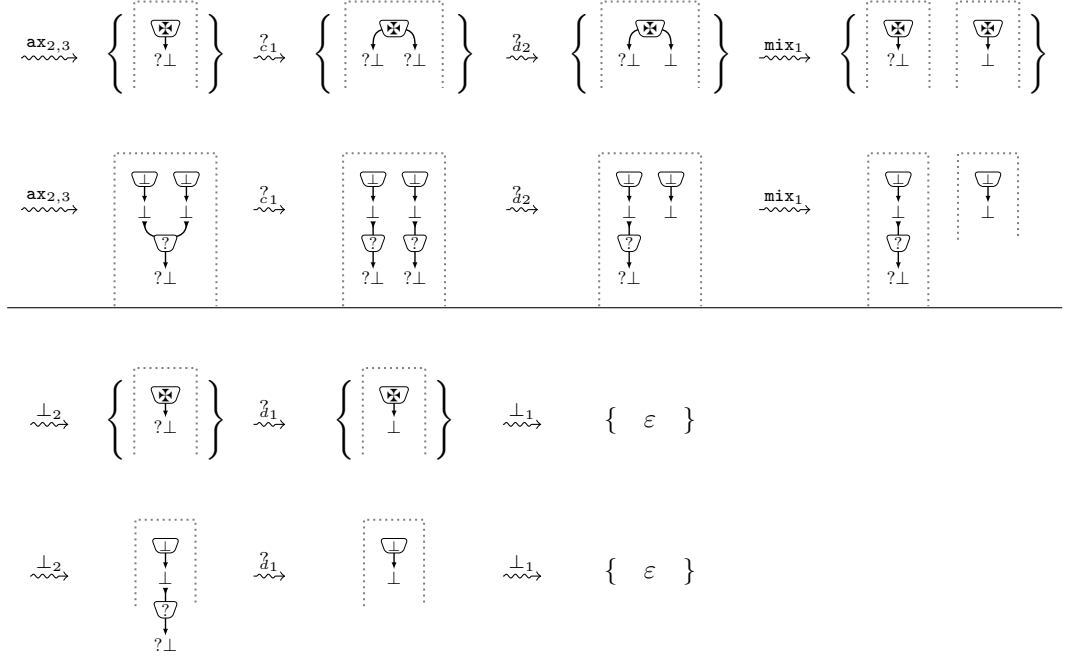 ax2,3 { ✠ ?⊥ } ?c1 { ✠ ?⊥ ?⊥ } ?d2 { ✠ ?⊥ ⊥ } mix1 { ✠ ?⊥ ✠ ⊥ }
ax2,3 ?c1 ?d2 mix1
⊥ ⊥ ⊥ ⊥ ⊥ ⊥ ⊥ ⊥
⊥ ⊥ ⊥ ⊥ ⊥ ⊥ ⊥ ⊥
? ? ? ? ?
?⊥ ?⊥ ?⊥ ?⊥ ?⊥
⊥2 { ✠ ?⊥ } ?d1 { ✠ ⊥ } ⊥1 { ε }
⊥2 ⊥ ?d1 ⊥ ⊥1 { ε }
⊥ ⊥
?
?⊥